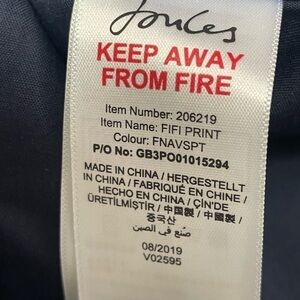 Joules
KEEP AWAY
FROM FIRE
Item Number: 206219
Item Name: FIFI PRINT
Colour: FNAVSPT
P/O No: GB3PO01015294
MADE IN CHINA / HERGESTELLT
IN CHINA / FABRIQUÉ EN CHINE /
HECHO EN CHINA / ÇİN'DE
ÜRETİLMİŞTİR / 中国製 / 中國製 /
중국산
صنع في الصين
08/2019
V02595